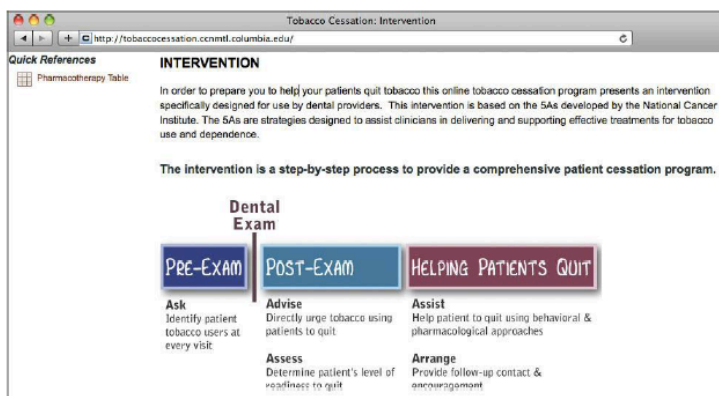 Tobacco Cessation: Intervention
http://tobaccocessation.ccnmtl.columbia.edu/
Quick References
Pharmacotherapy Table
INTERVENTION
In order to prepare you to help your patients quit tobacco this online tobacco cessation program presents an intervention
specifically designed for use by dental providers. This intervention is based on the 5As developed by the National Cancer
Institute. The 5As are strategies designed to assist clinicians in delivering and supporting effective treatments for tobacco
use and dependence.
The intervention is a step-by-step process to provide a comprehensive patient cessation program.
Dental
Exam
PRE-EXAM
POST-EXAM
HELPING PATIENTS QUIT
Ask
Identify patient
tobacco users at
every visit
Advise
Directly urge tobacco using
patients to quit
Assess
Determine patient's level of
readiness to quit
Assist
Help patient to quit using behavioral &
pharmacological approaches
Arrange
Provide follow-up contact &
encouragement